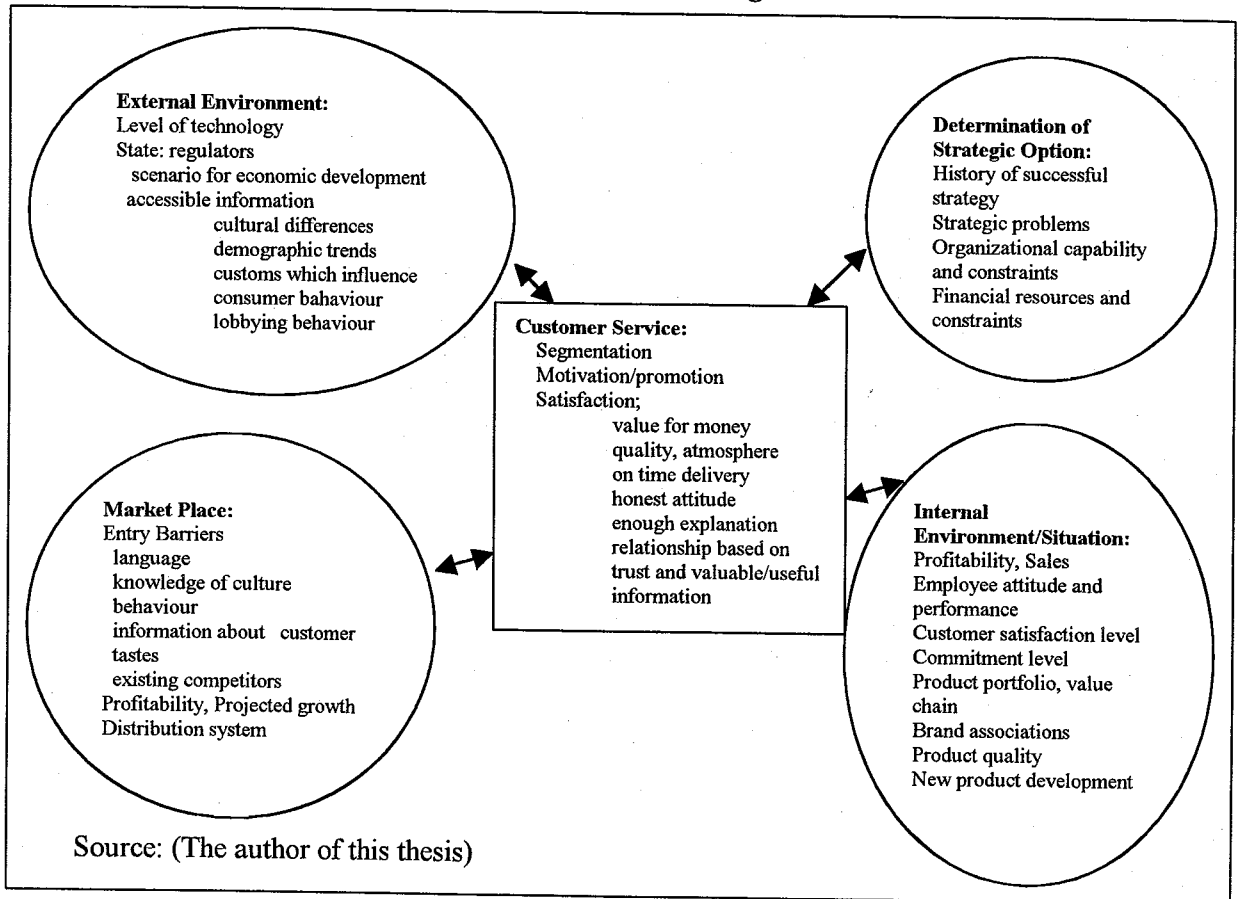 External Environment:
Level of technology
State: regulators
scenario for economic development
accessible information
cultural differences
demographic trends
customs which influence
consumer bahaviour
lobbying behaviour
Determination of
Strategic Option:
History of successful
strategy
Strategic problems
Organizational capability
and constraints
Financial resources and
constraints
Customer Service:
Segmentation
Motivation/promotion
Satisfaction;
value for money
quality, atmosphere
on time delivery
honest attitude
enough explanation
relationship based on
trust and valuable/useful
information
Market Place:
Entry Barriers
language
knowledge of culture
behaviour
information about customer
tastes
existing competitors
Profitability, Projected growth
Distribution system
Internal
Environment/Situation:
Profitability, Sales
Employee attitude and
performance
Customer satisfaction level
Commitment level
Product portfolio, value
chain
Brand associations
Product quality
New product development
Source: (The author of this thesis)